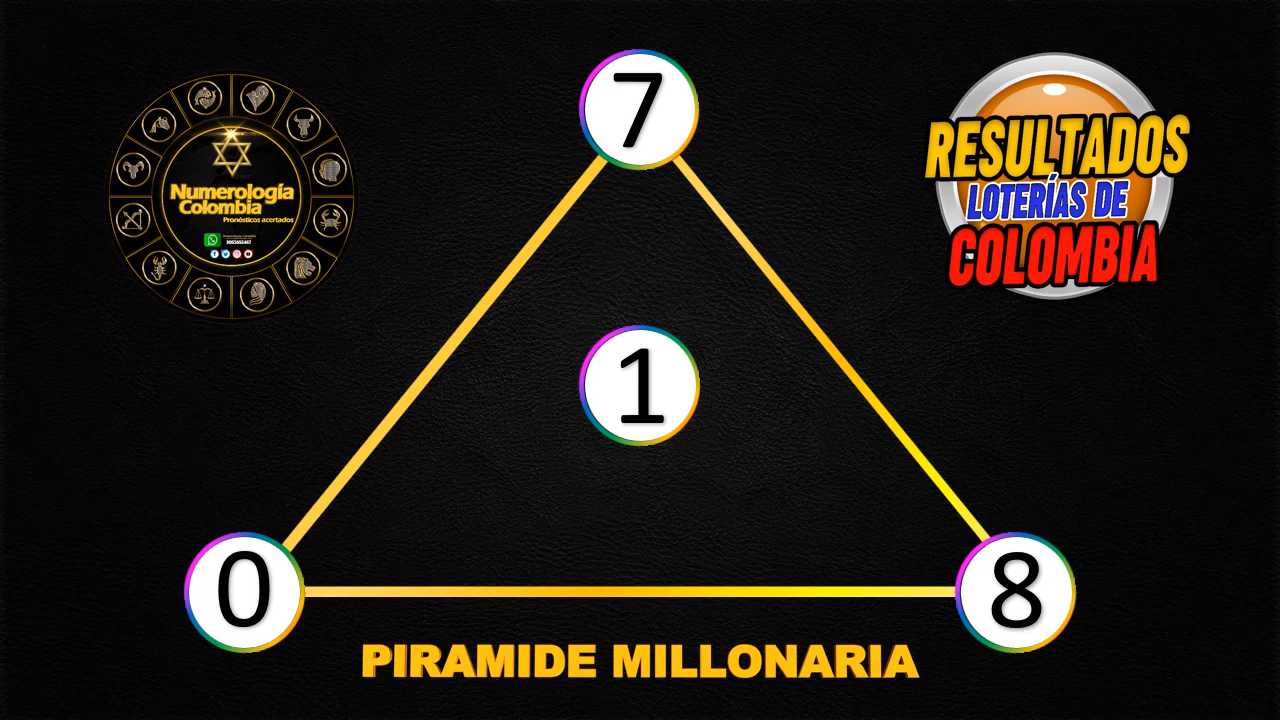 7
Numerología
Colombia
Pronósticos acertados
RESULTADOS
LOTERÍAS DE
COLOMBIA
1
0
8
PIRAMIDE MILLONARIA